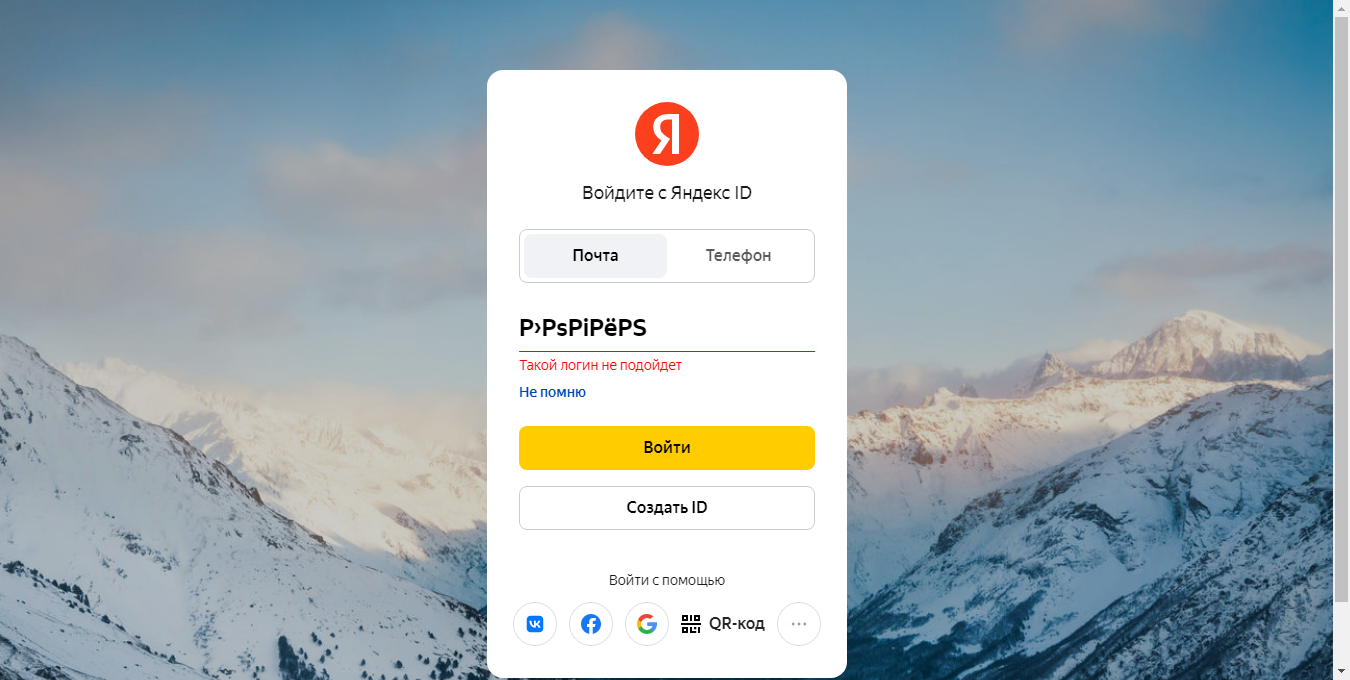 Я
Войдите с Яндекс ID
Почта
Телефон
Р›РѕРіРёРЅ
Такой логин не подойдет
Не помню
Войти
Создать ID
Войти с помощью
QR-код